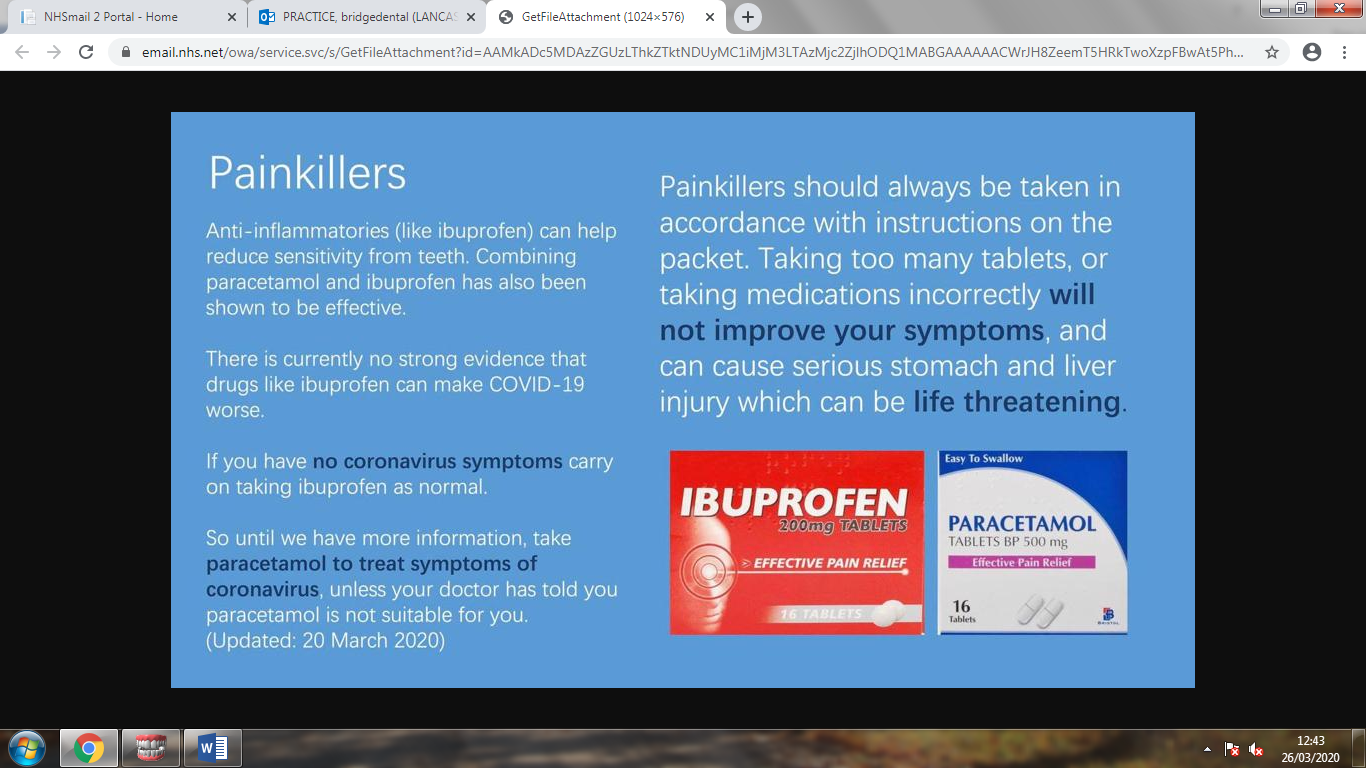 NHSmail 2 Portal - Home
PRACTICE, bridgedental (LANCAS
GetFileAttachment (1024×576)
email.nhs.net/owa/service.svc/s/GetFileAttachment?id=AAMkADc5MDAzZGUzLThkZTktNDUyMC1iMjM3LTAzMjc2ZjlhODQ1MABGAAAAAACWrJH8ZeemT5HRkTwoXzpFBwAt5Ph...
Painkillers
Anti-inflammatories (like ibuprofen) can help
reduce sensitivity from teeth. Combining
paracetamol and ibuprofen has also been
shown to be effective.
There is currently no strong evidence that
drugs like ibuprofen can make COVID-19
worse.
If you have no coronavirus symptoms carry
on taking ibuprofen as normal.
So until we have more information, take
paracetamol to treat symptoms of
coronavirus, unless your doctor has told you
paracetamol is not suitable for you.
(Updated: 20 March 2020)
Painkillers should always be taken in
accordance with instructions on the
packet. Taking too many tablets, or
taking medications incorrectly will
not improve your symptoms, and
can cause serious stomach and liver
injury which can be life threatening.
IBUPROFEN
200mg TABLETS
EFFECTIVE PAIN RELIEF
16 TABLETS
Easy To Swallow
PARACETAMOL
TABLETS BP 500 mg
Effective Pain Relief
16
Tablets
BRISTOL
12:43
26/03/2020